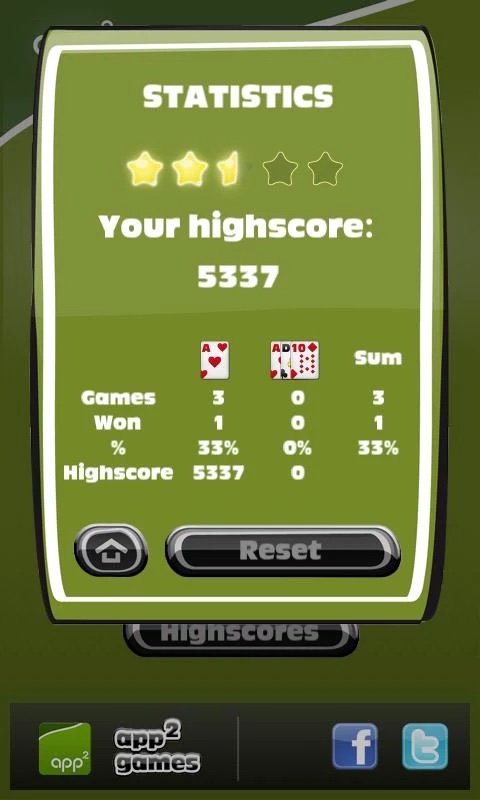 STATISTICS
Your highscore:
5337
A AD10 Sum
Games 3 0 3
Won 1 0 1
% 33% 0% 33%
Highscore 5337 0
Reset
Highscores
app² app² games f t